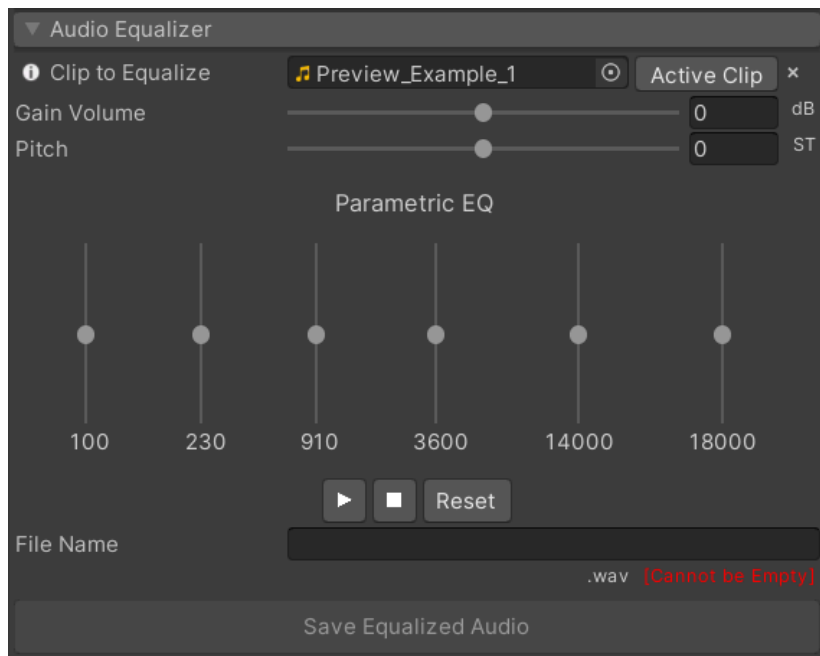 Audio Equalizer
Clip to Equalize Preview_Example_1 Active Clip ×
Gain Volume 0 dB
Pitch 0 ST
Parametric EQ
100 230 910 3600 14000 18000
Reset
File Name
.wav [Cannot be Empty]
Save Equalized Audio